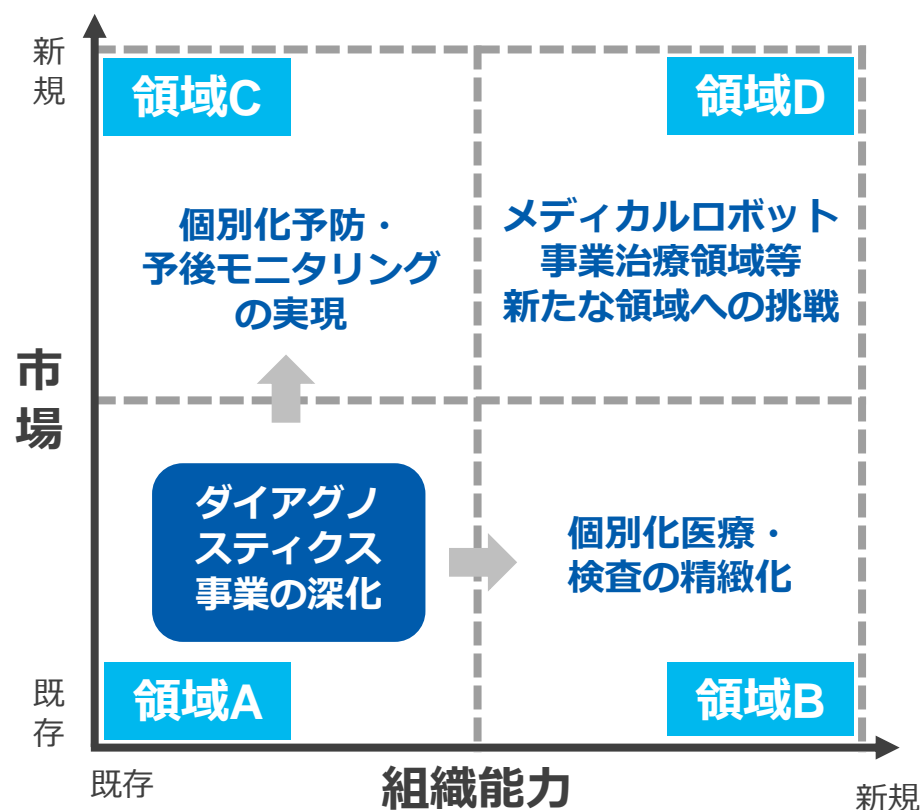 新
規
領域C
領域D
個別化予防・
予後モニタリング
の実現
メディカルロボット
事業治療領域等
新たな領域への挑戦
市
場
ダイアグノ
スティクス
事業の深化
個別化医療・
検査の精緻化
領域A
領域B
既
存
既存
組織能力
新規